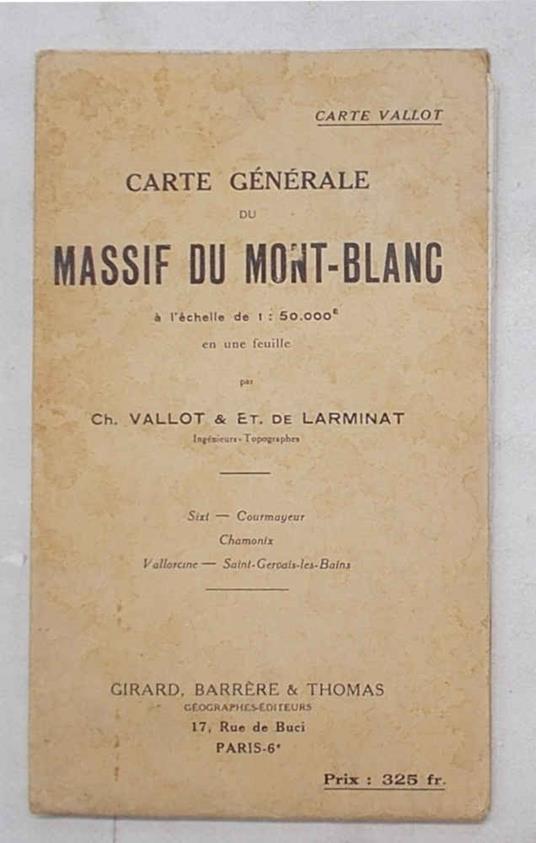 CARTE VALLOT
CARTE GÉNÉRALE
DU
MASSIF DU MONT-BLANC
à l'échelle de 1 : 50.000ᵉ
en une feuille
par
Ch. VALLOT & ET. DE LARMINAT
Ingénieurs-Topographes
Sixt — Courmayeur
Chamonix
Vallorcine — Saint-Gervais-les-Bains
GIRARD, BARRÈRE & THOMAS
GÉOGRAPHES-ÉDITEURS
17, Rue de Buci
PARIS-6ᵉ
Prix : 325 fr.